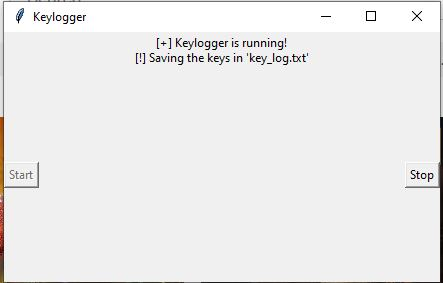 Keylogger
[+] Keylogger is running!
[!] Saving the keys in 'key_log.txt'
Start
Stop